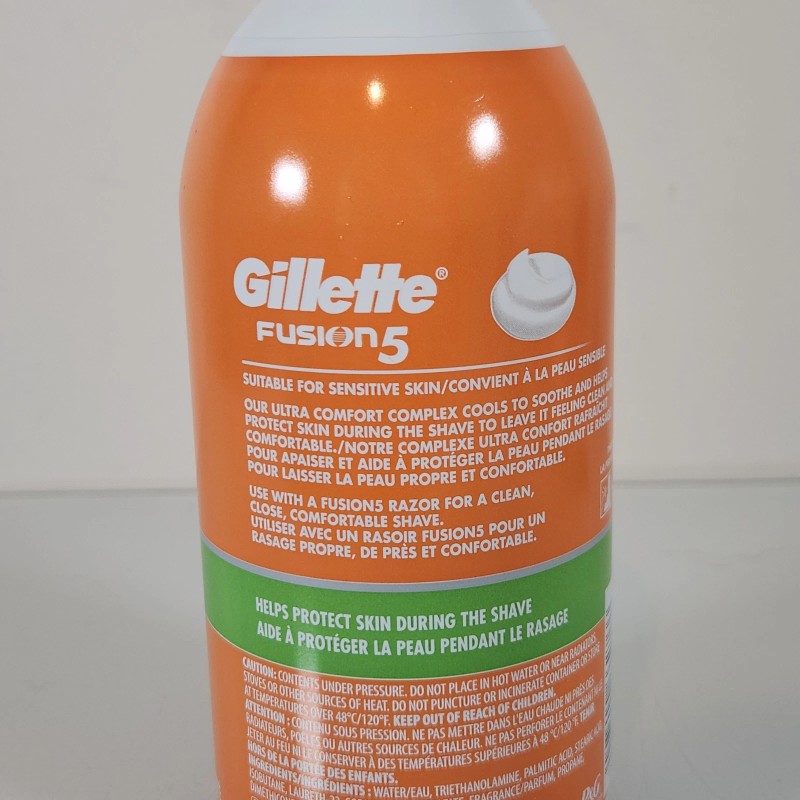 Gillette®
FUSION5
SUITABLE FOR SENSITIVE SKIN/CONVIENT À LA PEAU SENSIBLE
OUR ULTRA COMFORT COMPLEX COOLS TO SOOTHE AND HELPS
PROTECT SKIN DURING THE SHAVE TO LEAVE IT FEELING CLEAN AND
COMFORTABLE./NOTRE COMPLEXE ULTRA CONFORT RAFRAÎCHIT
POUR APAISER ET AIDE À PROTÉGER LA PEAU PENDANT LE RASAGE
POUR LAISSER LA PEAU PROPRE ET CONFORTABLE.
USE WITH A FUSION5 RAZOR FOR A CLEAN,
CLOSE, COMFORTABLE SHAVE.
UTILISER AVEC UN RASOIR FUSION5 POUR UN
RASAGE PROPRE, DE PRÈS ET CONFORTABLE.
HELPS PROTECT SKIN DURING THE SHAVE
AIDE À PROTÉGER LA PEAU PENDANT LE RASAGE
CAUTION: CONTENTS UNDER PRESSURE. DO NOT PLACE IN HOT WATER OR NEAR RADIATORS,
STOVES OR OTHER SOURCES OF HEAT. DO NOT PUNCTURE OR INCINERATE CONTAINER OR STORE
AT TEMPERATURES OVER 48°C/120°F. KEEP OUT OF REACH OF CHILDREN.
ATTENTION : CONTENU SOUS PRESSION. NE PAS METTRE DANS L'EAU CHAUDE NI PRÈS DES
RADIATEURS, POÊLES OU AUTRES SOURCES DE CHALEUR. NE PAS PERFORER LE CONTENANT NI LE
JETER AU FEU NI LE CONSERVER À DES TEMPÉRATURES SUPÉRIEURES À 48 °C/120 °F. TENIR
HORS DE LA PORTÉE DES ENFANTS.
INGREDIENTS/INGRÉDIENTS : WATER/EAU, TRIETHANOLAMINE, PALMITIC ACID, STEARIC ACID,
ISOBUTANE, LAURETH-23, FRAGRANCE/PARFUM, PROPANE,
P&G